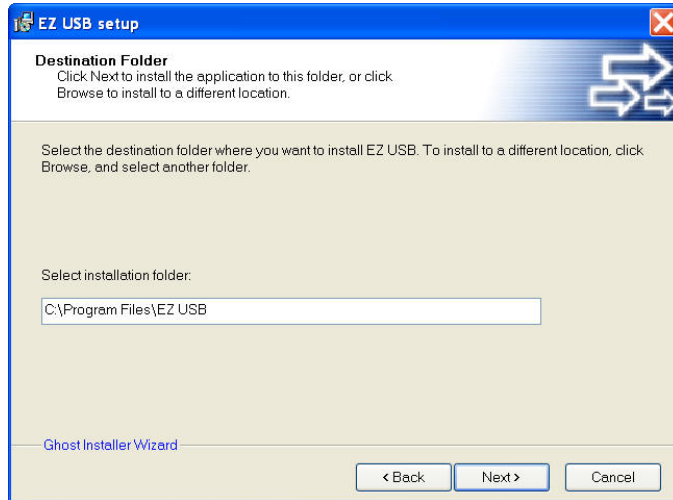 EZ USB setup
Destination Folder
Click Next to install the application to this folder, or click
Browse to install to a different location.
Select the destination folder where you want to install EZ USB. To install to a different location, click
Browse, and select another folder.
Select installation folder:
C:\Program Files\EZ USB
Ghost Installer Wizard
< Back
Next >
Cancel